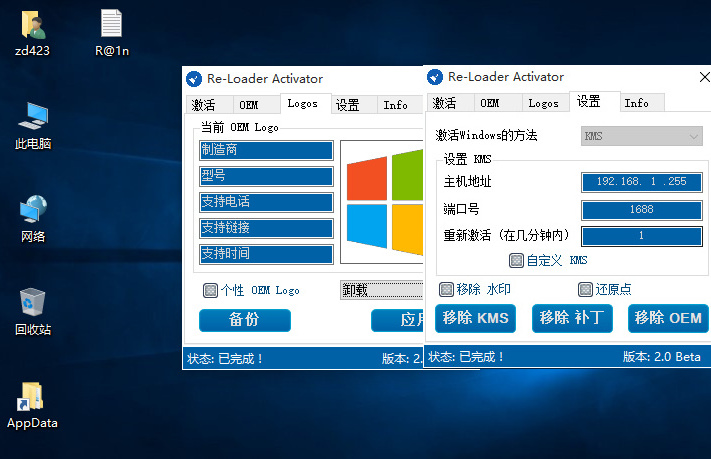 zd423
R@1n
此电脑
网络
回收站
AppData
Re-Loader Activator
激活 OEM Logos 设置 Info
当前 OEM Logo
制造商
型号
支持电话
支持链接
支持时间
个性 OEM Logo
卸载
备份
状态: 已完成！
版本: 2.
Re-Loader Activator
激活 OEM Logos 设置 Info
激活Windows的方法 KMS
设置 KMS
主机地址 192.168. 1 .255
端口号 1688
重新激活 (在几分钟内) 1
自定义 KMS
移除 水印 还原点
移除 KMS 移除 补丁 移除 OEM
状态: 已完成！ 版本: 2.0 Beta